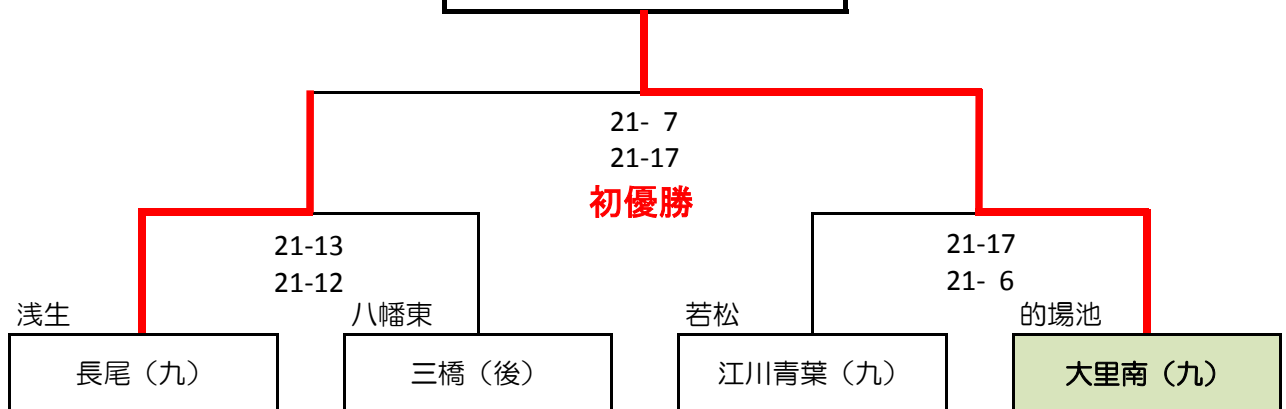 21- 7
21-17
初優勝
21-13
21-12
21-17
21- 6
浅生
八幡東
若松
的場池
長尾（九）
三橋（後）
江川青葉（九）
大里南（九）